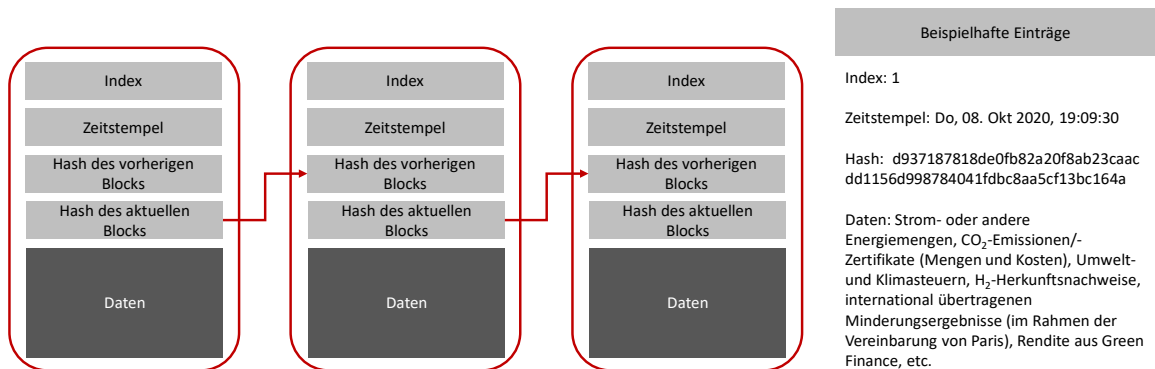 Index
Zeitstempel
Hash des vorherigen
Blocks
Hash des aktuellen
Blocks
Daten
Index
Zeitstempel
Hash des vorherigen
Blocks
Hash des aktuellen
Blocks
Daten
Index
Zeitstempel
Hash des vorherigen
Blocks
Hash des aktuellen
Blocks
Daten
Beispielhafte Einträge
Index: 1
Zeitstempel: Do, 08. Okt 2020, 19:09:30
Hash: d937187818de0fb82a20f8ab23caac
dd1156d998784041fdbc8aa5cf13bc164a
Daten: Strom- oder andere
Energiemengen, CO₂-Emissionen/-
Zertifikate (Mengen und Kosten), Umwelt-
und Klimasteuern, H₂-Herkunftsnachweise,
international übertragenen
Minderungsergebnisse (im Rahmen der
Vereinbarung von Paris), Rendite aus Green
Finance, etc.